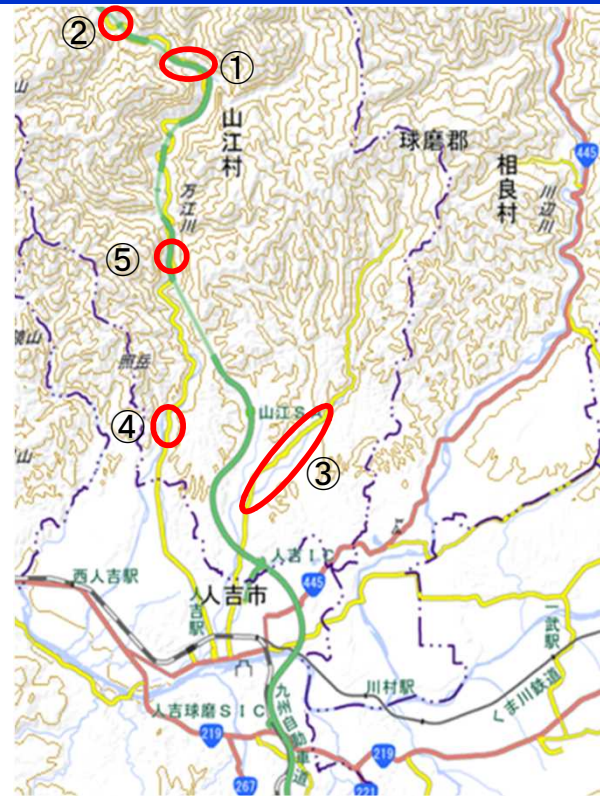 ②
①
山江村
球磨郡
445
相良村
川辺川
万江川
⑤
山
照岳
④
山江SA
③
山
人吉IC
西人吉駅
445
人吉市
人吉駅
一武駅
川村駅
くま川鉄道
人吉球磨SIC
九州自動車道
219
219
267
221